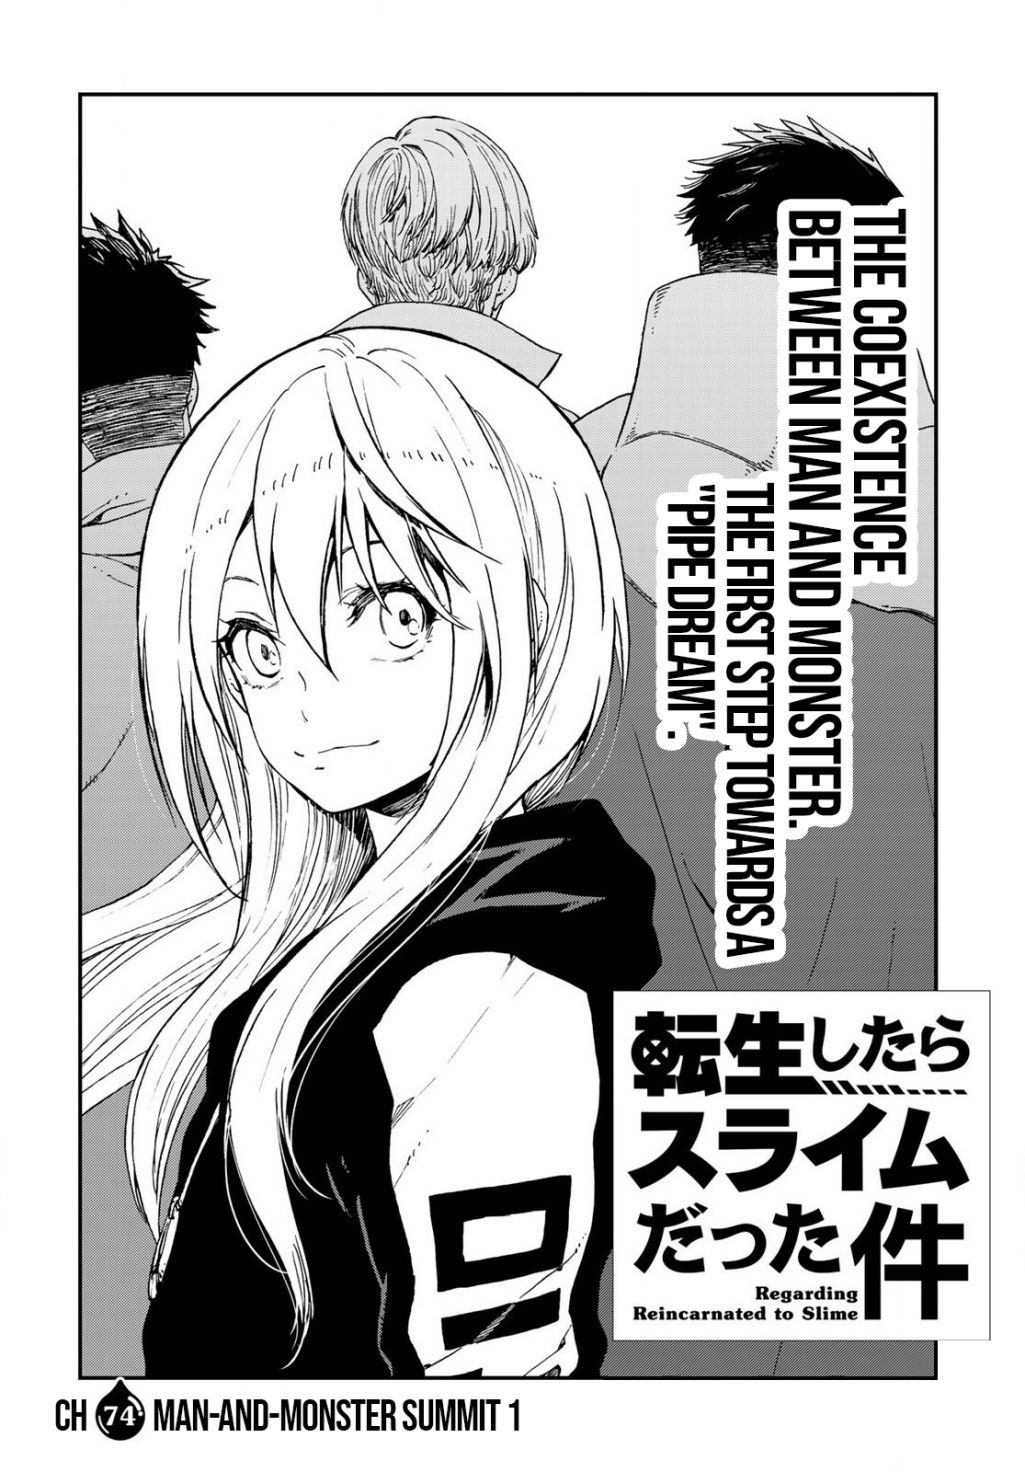 THE COEXISTENCE
BETWEEN MAN AND MONSTER.
THE FIRST STEP TOWARDS A
"PIPE DREAM".
転生したら
スライム
だった件
Regarding
Reincarnated to Slime
CH 74 MAN-AND-MONSTER SUMMIT 1